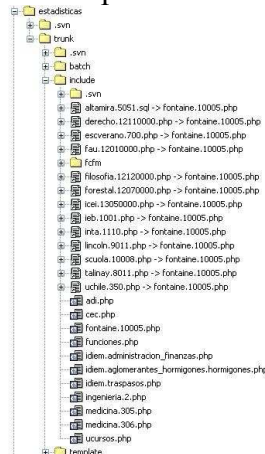 estadisticas
.svn
trunk
.svn
batch
include
.svn
altamira.5051.sql -> fontaine.10005.php
derecho.12110000.php -> fontaine.10005.php
escverano.700.php -> fontaine.10005.php
fau.12010000.php -> fontaine.10005.php
fcfm
filosofia.12120000.php -> fontaine.10005.php
forestal.12070000.php -> fontaine.10005.php
icei.13050000.php -> fontaine.10005.php
ieb.1001.php -> fontaine.10005.php
inta.1110.php -> fontaine.10005.php
lincoln.9011.php -> fontaine.10005.php
scuola.10008.php -> fontaine.10005.php
talinay.8011.php -> fontaine.10005.php
uchile.350.php -> fontaine.10005.php
adi.php
cec.php
fontaine.10005.php
funciones.php
idiem.administracion_finanzas.php
idiem.aglomerantes_hormigones.hormigones.php
idiem.traspasos.php
ingenieria.2.php
medicina.305.php
medicina.306.php
ucursos.php
template